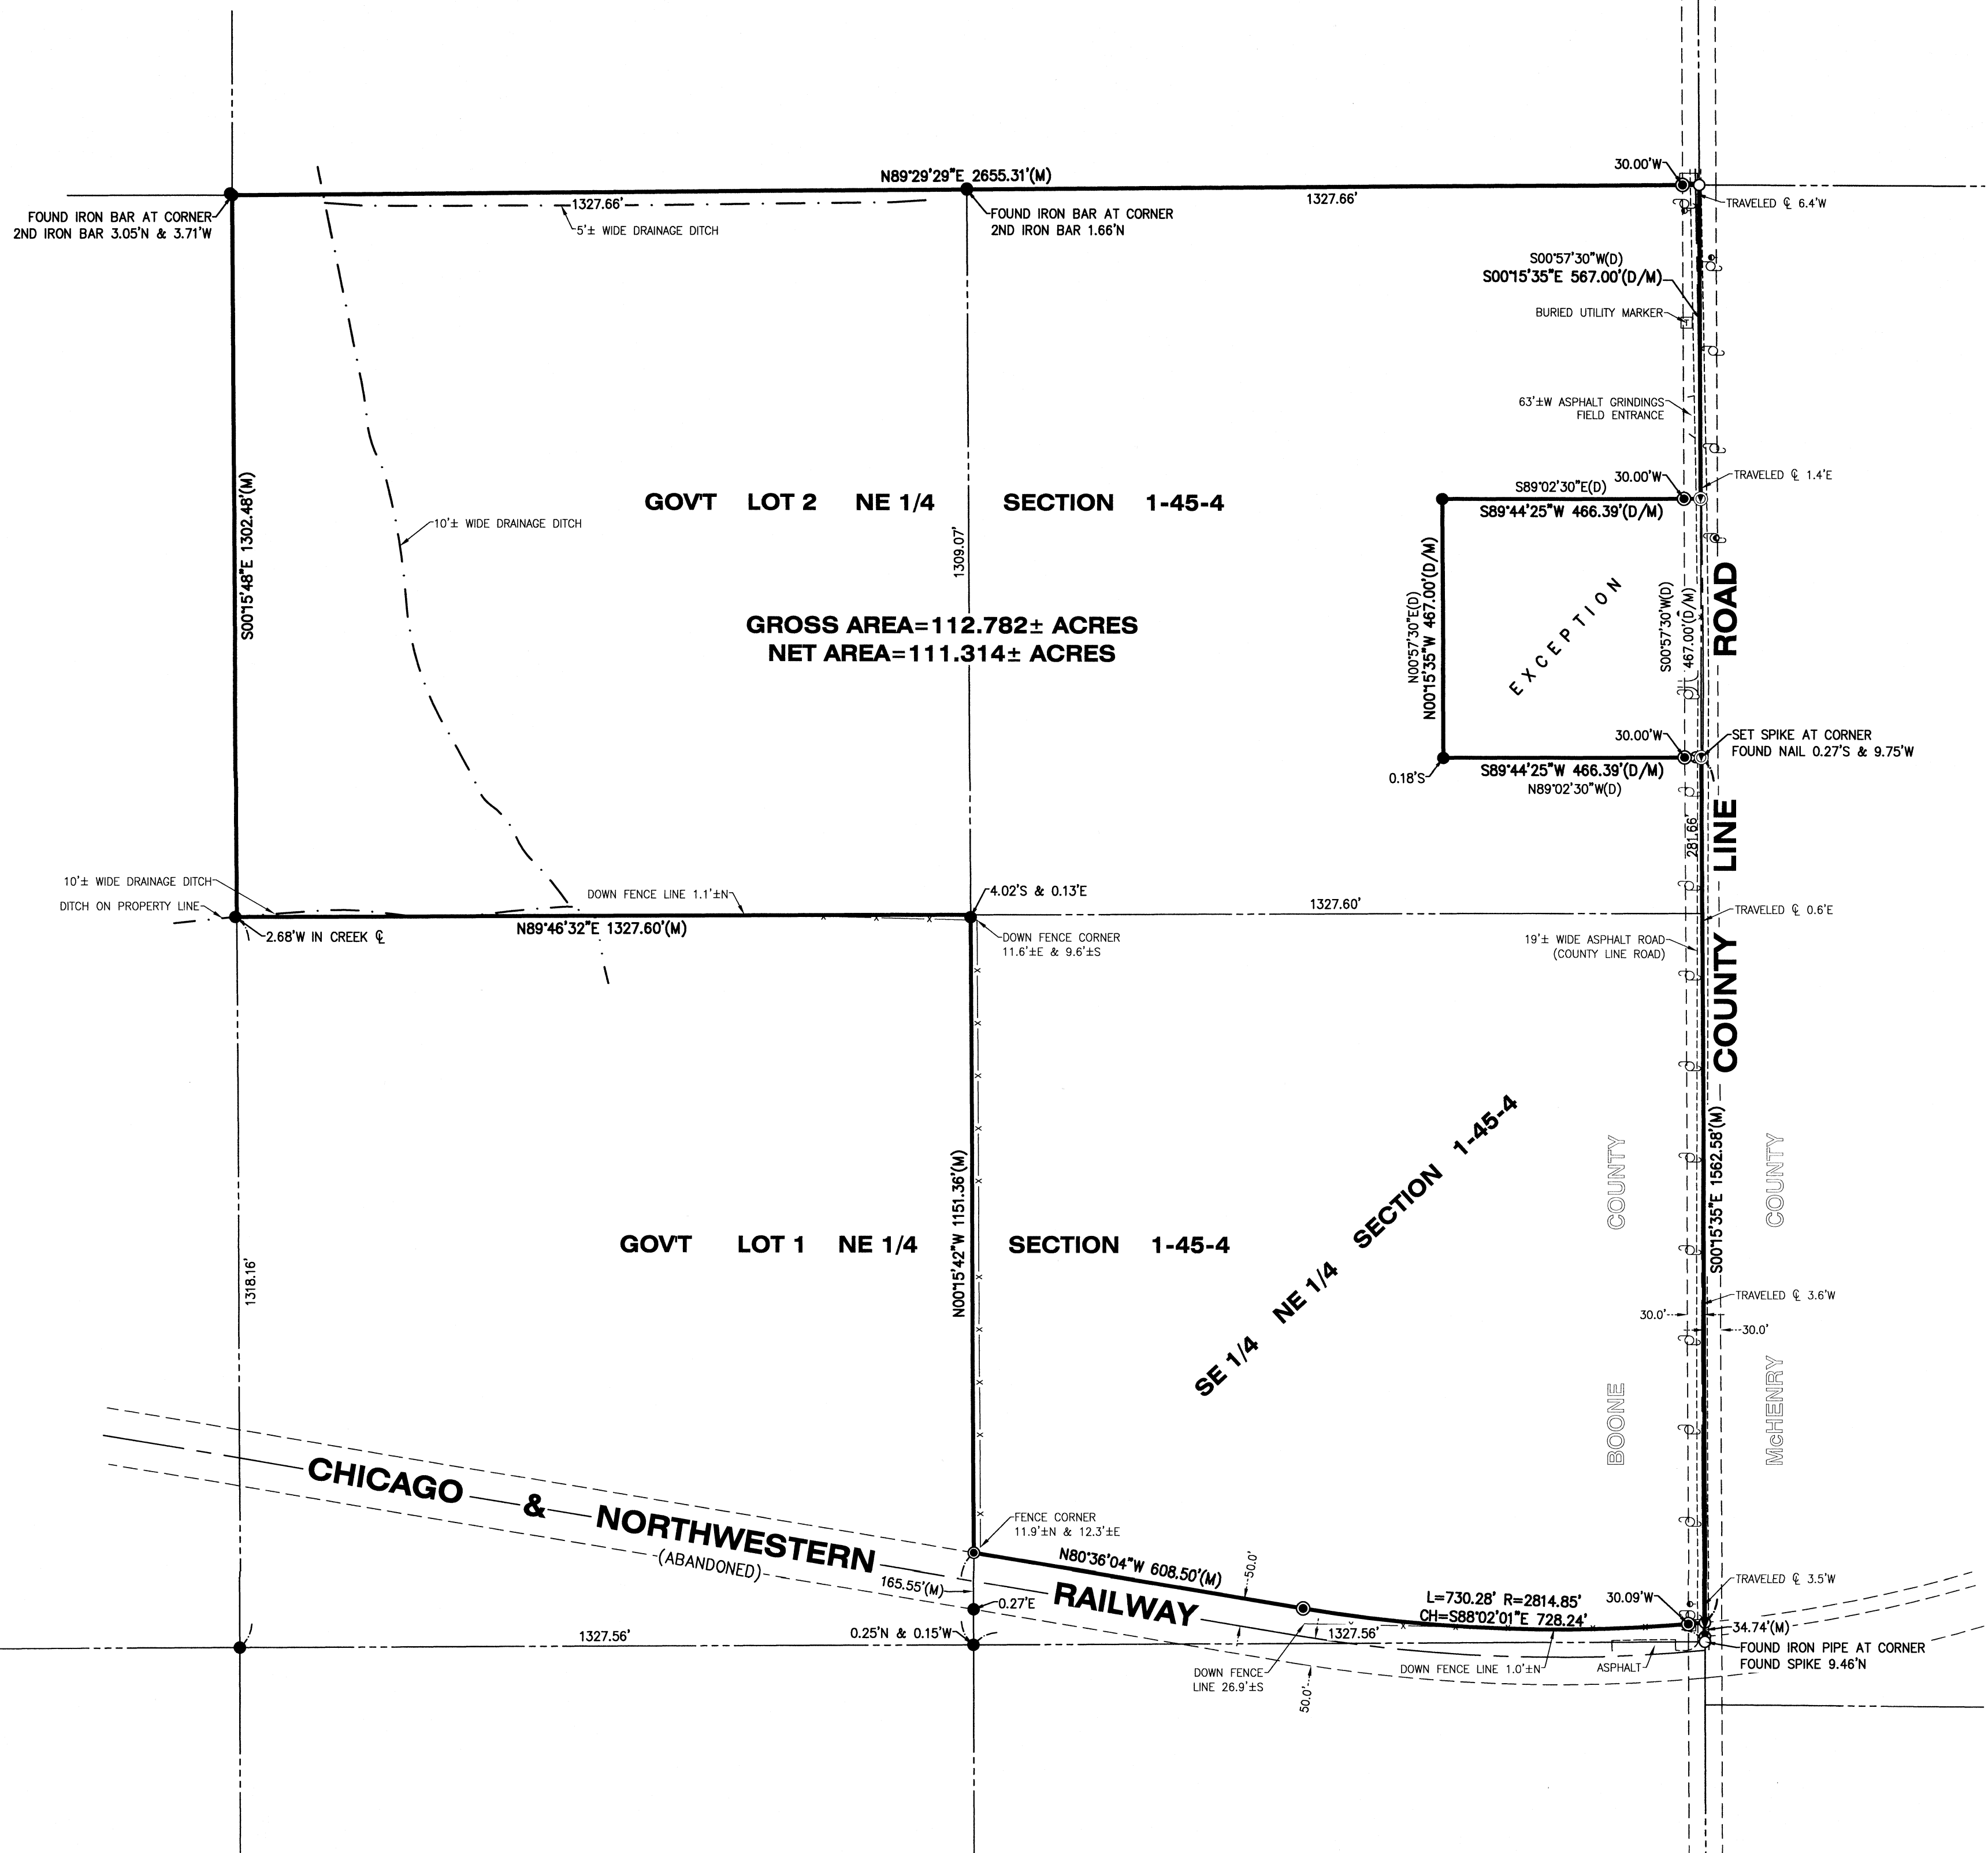 N89°29'29"E 2655.31'(M)
1327.66'
1327.66'
30.00'W
TRAVELED ℄ 6.4'W
FOUND IRON BAR AT CORNER
2ND IRON BAR 3.05'N & 3.71'W
5'± WIDE DRAINAGE DITCH
FOUND IRON BAR AT CORNER
2ND IRON BAR 1.66'N
S00°57'30"W(D)
S00°15'35"E 567.00'(D/M)
BURIED UTILITY MARKER
63'±W ASPHALT GRINDINGS
FIELD ENTRANCE
S00°15'48"E 1302.48'(M)
10'± WIDE DRAINAGE DITCH
GOV'T LOT 2 NE 1/4 SECTION 1-45-4
1309.07'
30.00'W
TRAVELED ℄ 1.4'E
S89°02'30"E(D)
S89°44'25"W 466.39'(D/M)
N00°57'30"E(D)
N00°15'35"W 467.00'(D/M)
EXCEPTION
S00°57'30"W(D)
467.00'(D/M)
GROSS AREA=112.782± ACRES
NET AREA=111.314± ACRES
COUNTY LINE ROAD
30.00'W
SET SPIKE AT CORNER
FOUND NAIL 0.27'S & 9.75'W
0.18'S
S89°44'25"W 466.39'(D/M)
N89°02'30"W(D)
281.66'
10'± WIDE DRAINAGE DITCH
DITCH ON PROPERTY LINE
DOWN FENCE LINE 1.1'±N
4.02'S & 0.13'E
1327.60'
TRAVELED ℄ 0.6'E
2.68'W IN CREEK ℄
N89°46'32"E 1327.60'(M)
DOWN FENCE CORNER
11.6'±E & 9.6'±S
19'± WIDE ASPHALT ROAD
(COUNTY LINE ROAD)
N00°15'42"W 1151.36'(M)
S00°15'35"E 1562.58'(M)
BOONE COUNTY
McHENRY COUNTY
GOV'T LOT 1 NE 1/4 SECTION 1-45-4
SE 1/4 NE 1/4 SECTION 1-45-4
1318.16'
TRAVELED ℄ 3.6'W
30.0'
30.0'
CHICAGO & NORTHWESTERN RAILWAY
(ABANDONED)
FENCE CORNER
11.9'±N & 12.3'±E
N80°36'04"W 608.50'(M)
50.0'
165.55'(M)
0.27'E
L=730.28' R=2814.85'
CH=S88°02'01"E 728.24'
30.09'W
TRAVELED ℄ 3.5'W
1327.56'
0.25'N & 0.15'W
1327.56'
34.74'(M)
FOUND IRON PIPE AT CORNER
FOUND SPIKE 9.46'N
DOWN FENCE
LINE 26.9'±S
50.0'
DOWN FENCE LINE 1.0'±N
ASPHALT